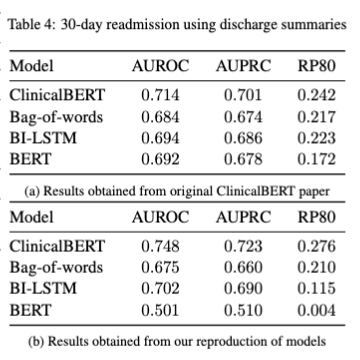 Table 4: 30-day readmission using discharge summaries
Model AUROC AUPRC RP80
ClinicalBERT 0.714 0.701 0.242
Bag-of-words 0.684 0.674 0.217
BI-LSTM 0.694 0.686 0.223
BERT 0.692 0.678 0.172
(a) Results obtained from original ClinicalBERT paper
Model AUROC AUPRC RP80
ClinicalBERT 0.748 0.723 0.276
Bag-of-words 0.675 0.660 0.210
BI-LSTM 0.702 0.690 0.115
BERT 0.501 0.510 0.004
(b) Results obtained from our reproduction of models